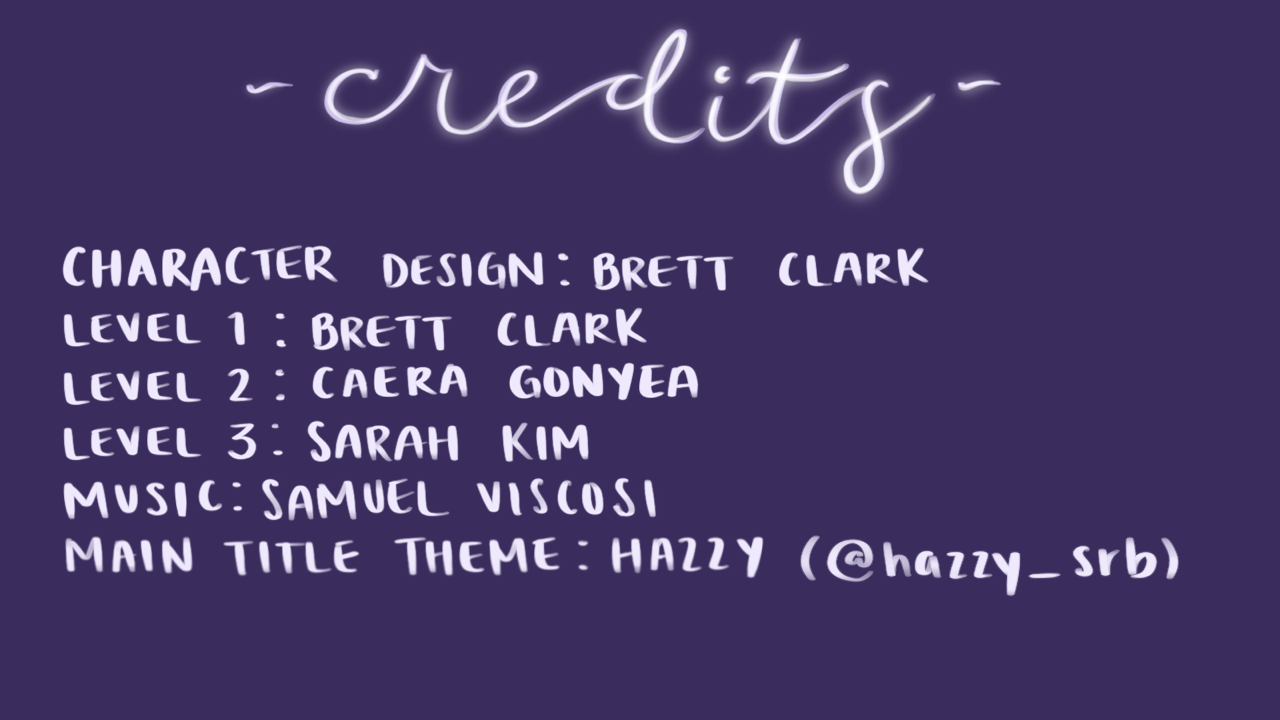 - credits -
CHARACTER DESIGN: BRETT CLARK
LEVEL 1: BRETT CLARK
LEVEL 2: CAERA GONYEA
LEVEL 3: SARAH KIM
MUSIC: SAMUEL VISCOSI
MAIN TITLE THEME: HAZZY (@hazzy_srb)